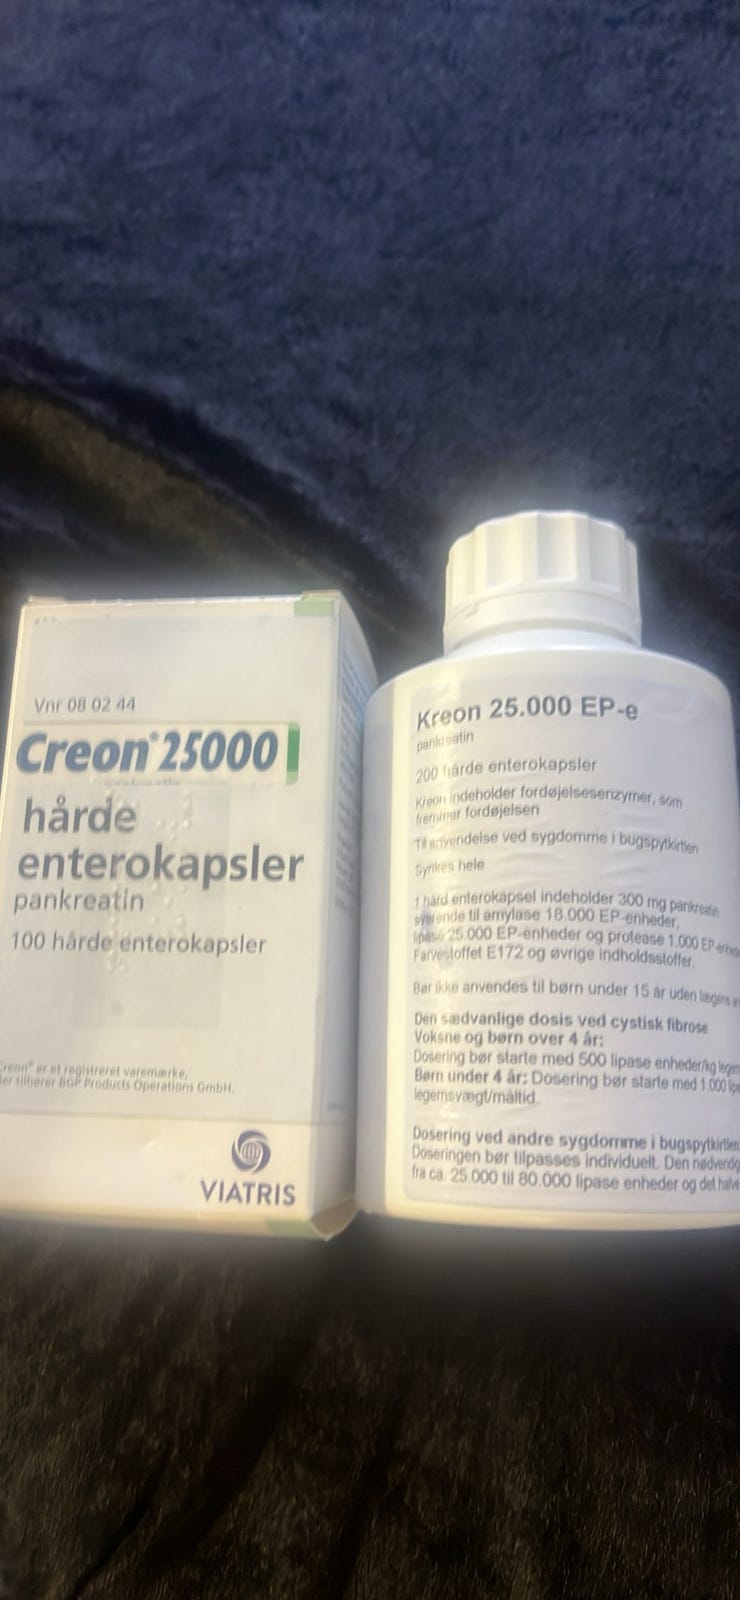 Vnr 08 02 44
Creon® 25000
hårde
enterokapsler
pankreatin
100 hårde enterokapsler
Creon® er et registreret varemærke,
der tilhører BGP Products Operations GmbH.
VIATRIS
Kreon 25.000 EP-e
pankreatin
200 hårde enterokapsler
Kreon indeholder fordøjelsesenzymer, som
fremmer fordøjelsen
Til anvendelse ved sygdomme i bugspytkirtlen
Synkes hele
1 hård enterokapsel indeholder 300 mg pankreatin
svarende til amylase 18.000 EP-enheder,
lipase 25.000 EP-enheder og protease 1.000 EP-
Farvestoffet E172 og øvrige indholdsstoffer.
Bør ikke anvendes til børn under 15 år uden lægens
Den sædvanlige dosis ved cystisk fibrose
Voksne og børn over 4 år:
Dosering bør starte med 500 lipase enheder/kg
Børn under 4 år: Dosering bør starte med 1.000
legemsvægt/måltid
Dosering ved andre sygdomme i bugspytkirtlen:
Doseringen bør tilpasses individuelt. Den
fra ca. 25.000 til 80.000 lipase enheder og det